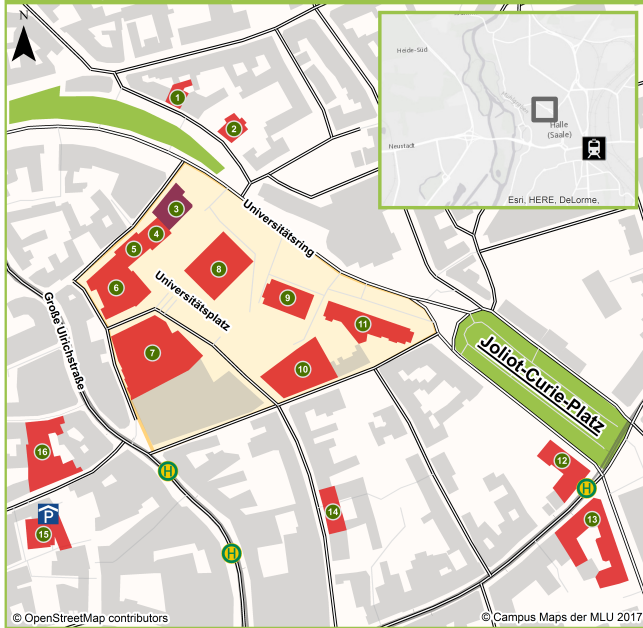 N
Heide-Süd
Neustadt
Halle
(Saale)
Esri, HERE, DeLorme,
1
2
3
4
5
6
7
8
9
10
11
12
13
14
15
16
Universitätsring
Universitätsplatz
Große Ulrichstraße
Joliot-Curie-Platz
H
H
H
P
© OpenStreetMap contributors
© Campus Maps der MLU 2017